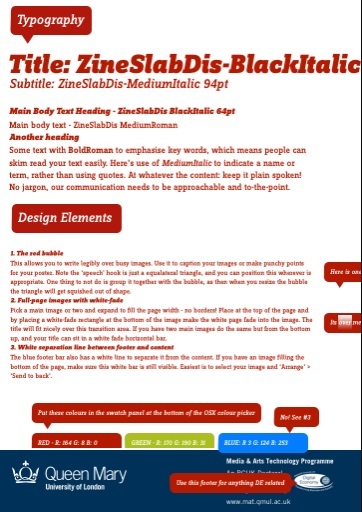 Typography
Title: ZineSlabDis-BlackItalic
Subtitle: ZineSlabDis-MediumItalic 94pt
Main Body Text Heading - ZineSlabDis BlackItalic 64pt
Main body text - ZineSlabDis MediumRoman
Another heading
Some text with BoldRoman to emphasise key words, which means people can
skim read your text easily. Here's use of MediumItalic to indicate a name or
term, rather than using quotes. At whatever the content: keep it plain spoken!
No jargon, our communication needs to be approachable and to-the-point.
Design Elements
1. The red bubble
This allows you to write legibly over busy images. Use it to caption your images or make punchy points
for your poster. Note the 'speech' hook is just a equalateral triangle, and you can position this wherever is
appropriate. One thing to not do is group it together with the bubble, as then when you resize the bubble
the triangle will get squished out of shape.
Here is one
2. Full-page images with white-fade
Pick a main image or two and expand to fill the page width - no borders! Place at the top of the page and
by placing a white-fade rectangle at the bottom of the image make the white page fade into the image. The
title will fit nicely over this transition area. If you have two main images do the same but from the bottom
up, and your title can sit in a white fade horizontal bar.
its over me
3. White separation line between footer and content
The blue footer bar also has a white line to separate it from the content. If you have an image filling the
bottom of the page, make sure this white bar is still visible. Easiest is to select your image and 'Arrange' >
'Send to back'.
Put these colours in the swatch panel at the bottom of the OSX colour picker
No! See #3
RED - R: 164 G: 8 B: 0
GREEN - R: 170 G: 190 B: 31
BLUE: R: 3 G: 124 B: 253
Queen Mary
University of London
Media & Arts Technology Programme
Use this footer for anything DE related
Digital Economy
www.mat.qmul.ac.uk